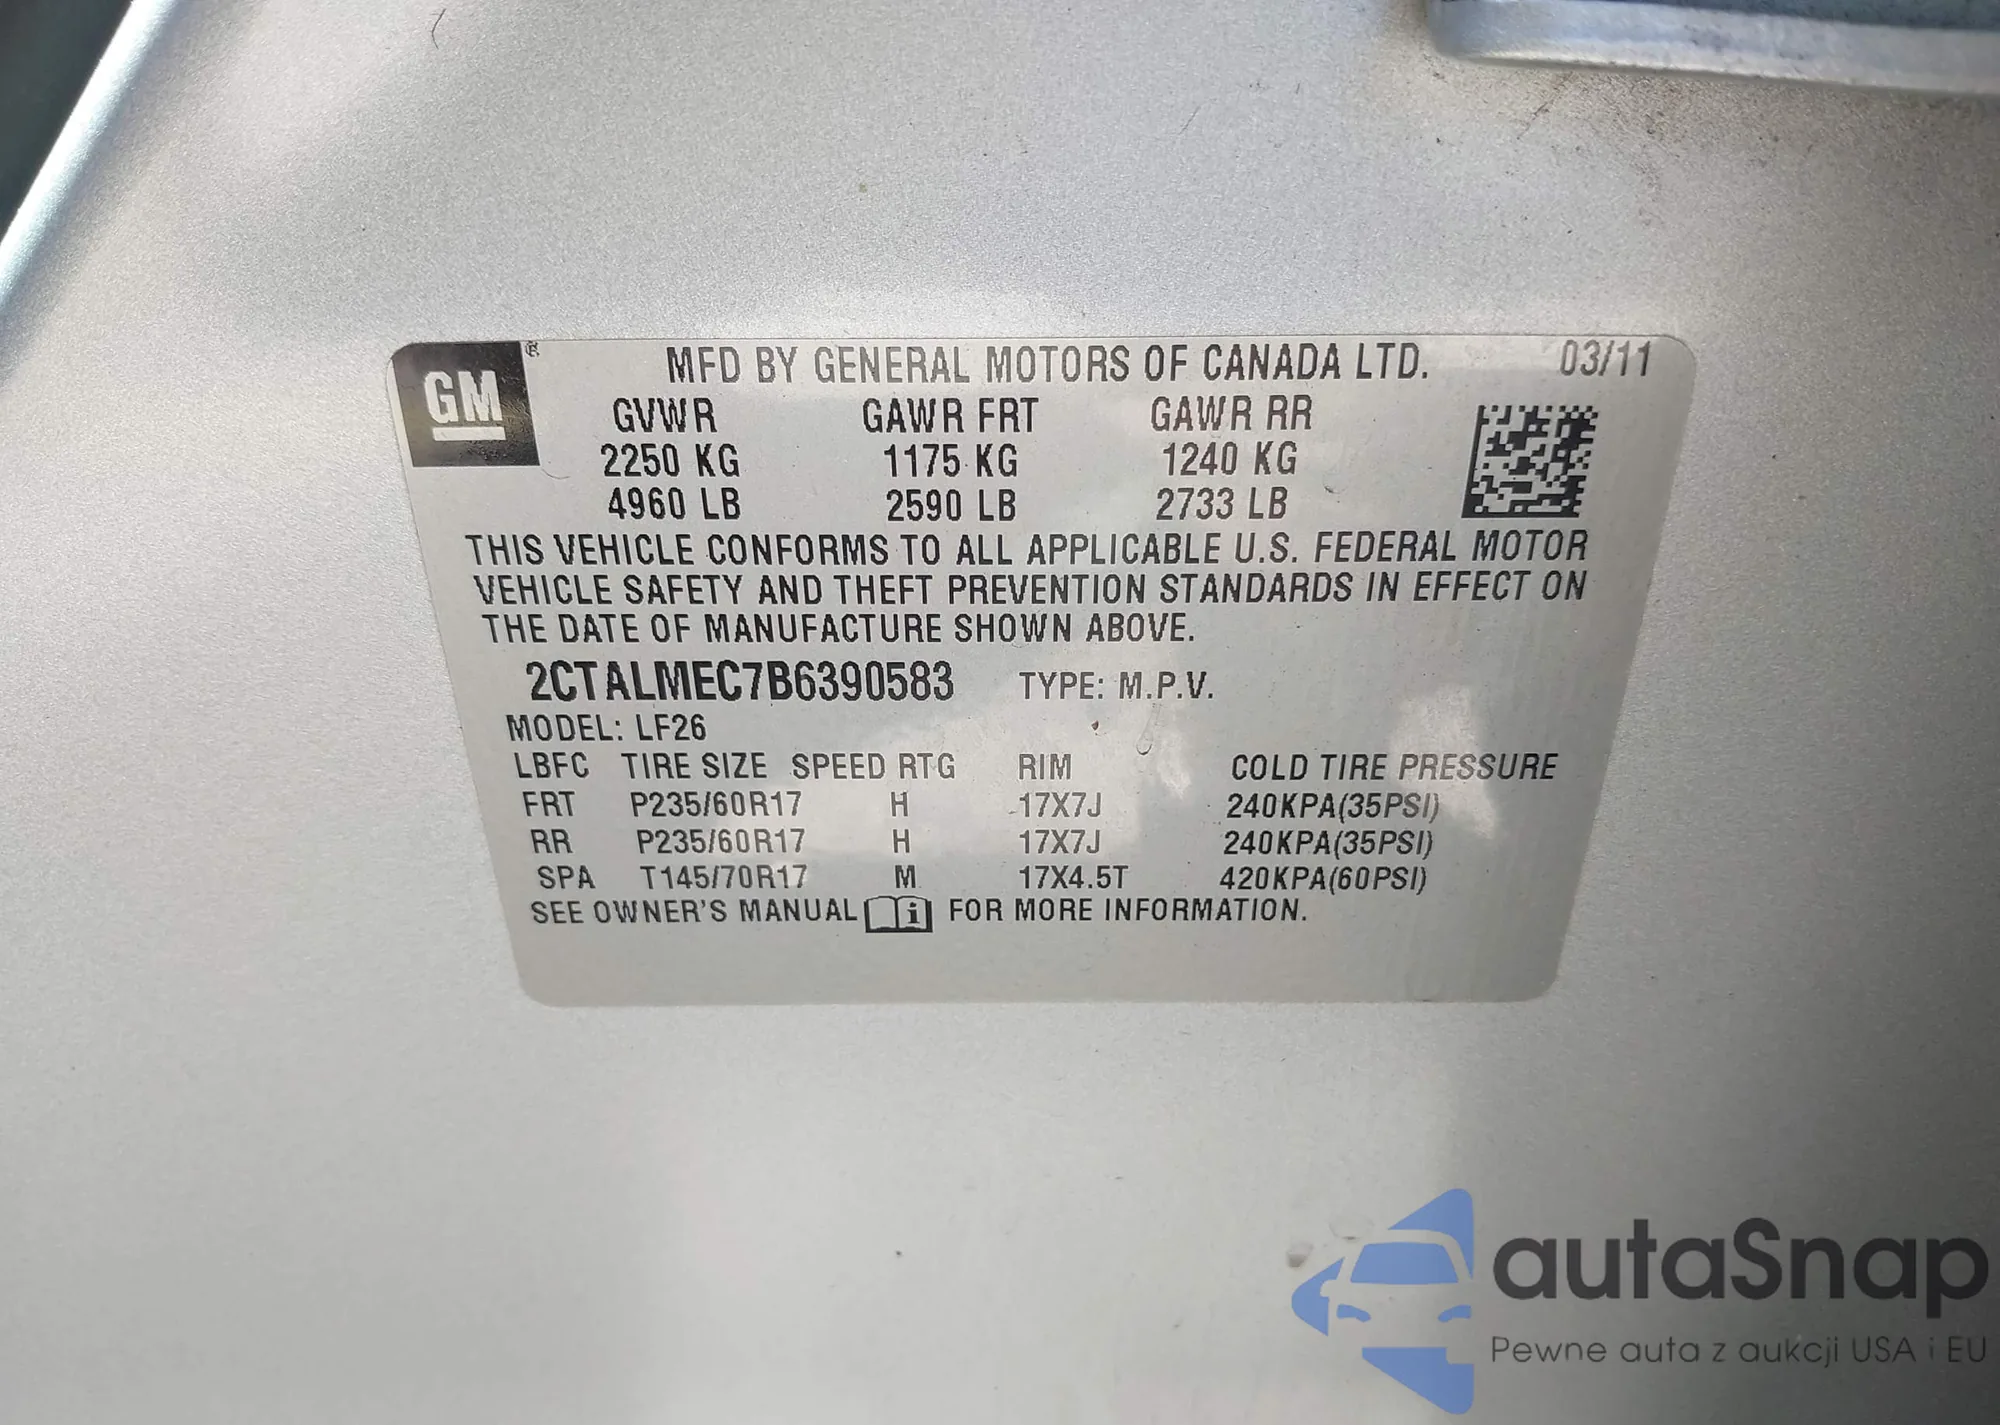 GM ® MFD BY GENERAL MOTORS OF CANADA LTD. 03/11
GVWR GAWR FRT GAWR RR
2250 KG 1175 KG 1240 KG
4960 LB 2590 LB 2733 LB
THIS VEHICLE CONFORMS TO ALL APPLICABLE U.S. FEDERAL MOTOR
VEHICLE SAFETY AND THEFT PREVENTION STANDARDS IN EFFECT ON
THE DATE OF MANUFACTURE SHOWN ABOVE.
2CTALMEC7B6390583 TYPE: M.P.V.
MODEL: LF26
LBFC TIRE SIZE SPEED RTG RIM COLD TIRE PRESSURE
FRT P235/60R17 H 17X7J 240KPA(35PSI)
RR P235/60R17 H 17X7J 240KPA(35PSI)
SPA T145/70R17 M 17X4.5T 420KPA(60PSI)
SEE OWNER'S MANUAL i FOR MORE INFORMATION.
autaSnap
Pewne auta z aukcji USA i EU